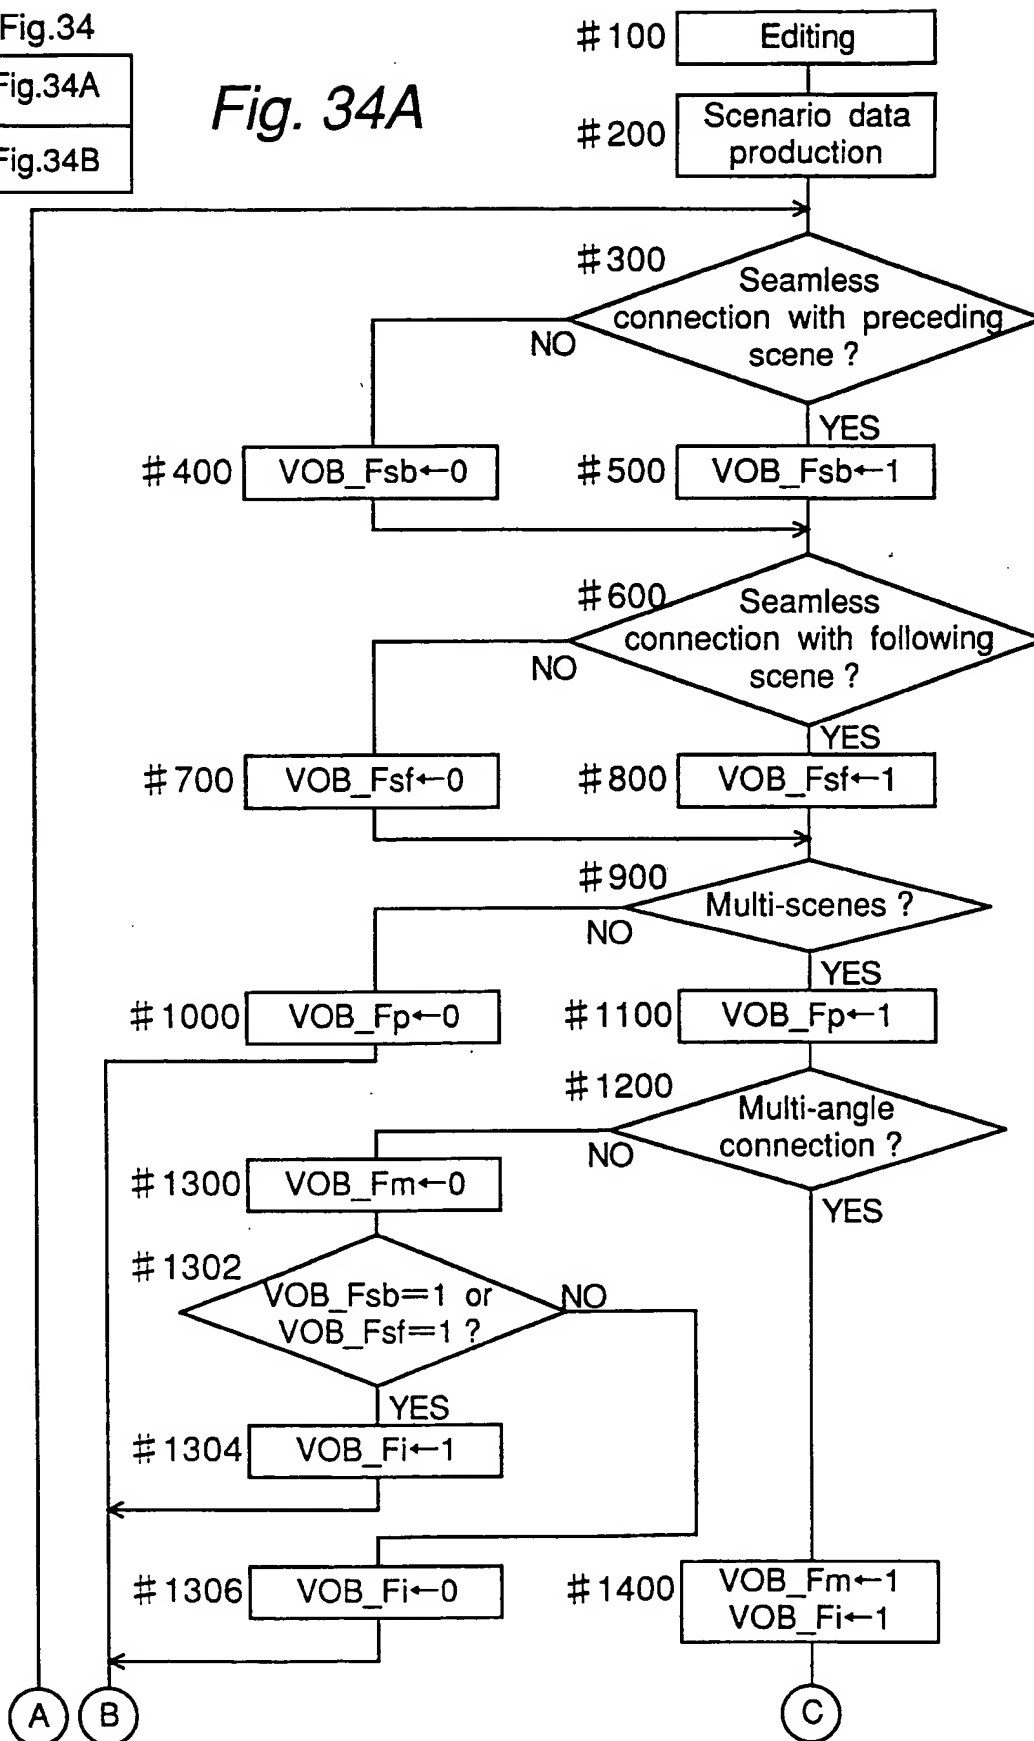 Fig.34
Fig.34A
Fig.34B
Fig. 34A
#100 Editing
#200 Scenario data
production
#300 Seamless
connection with preceding
scene ?
NO
YES
#400 VOB_Fsb←0
#500 VOB_Fsb←1
#600 Seamless
connection with following
scene ?
NO
YES
#700 VOB_Fsf←0
#800 VOB_Fsf←1
#900 Multi-scenes ?
NO
YES
#1000 VOB_Fp←0
#1100 VOB_Fp←1
#1200 Multi-angle
connection ?
NO
YES
#1300 VOB_Fm←0
#1302 VOB_Fsb=1 or
VOB_Fsf=1 ?
NO
YES
#1304 VOB_Fi←1
#1306 VOB_Fi←0
#1400 VOB_Fm←1
VOB_Fi←1
A
B
C